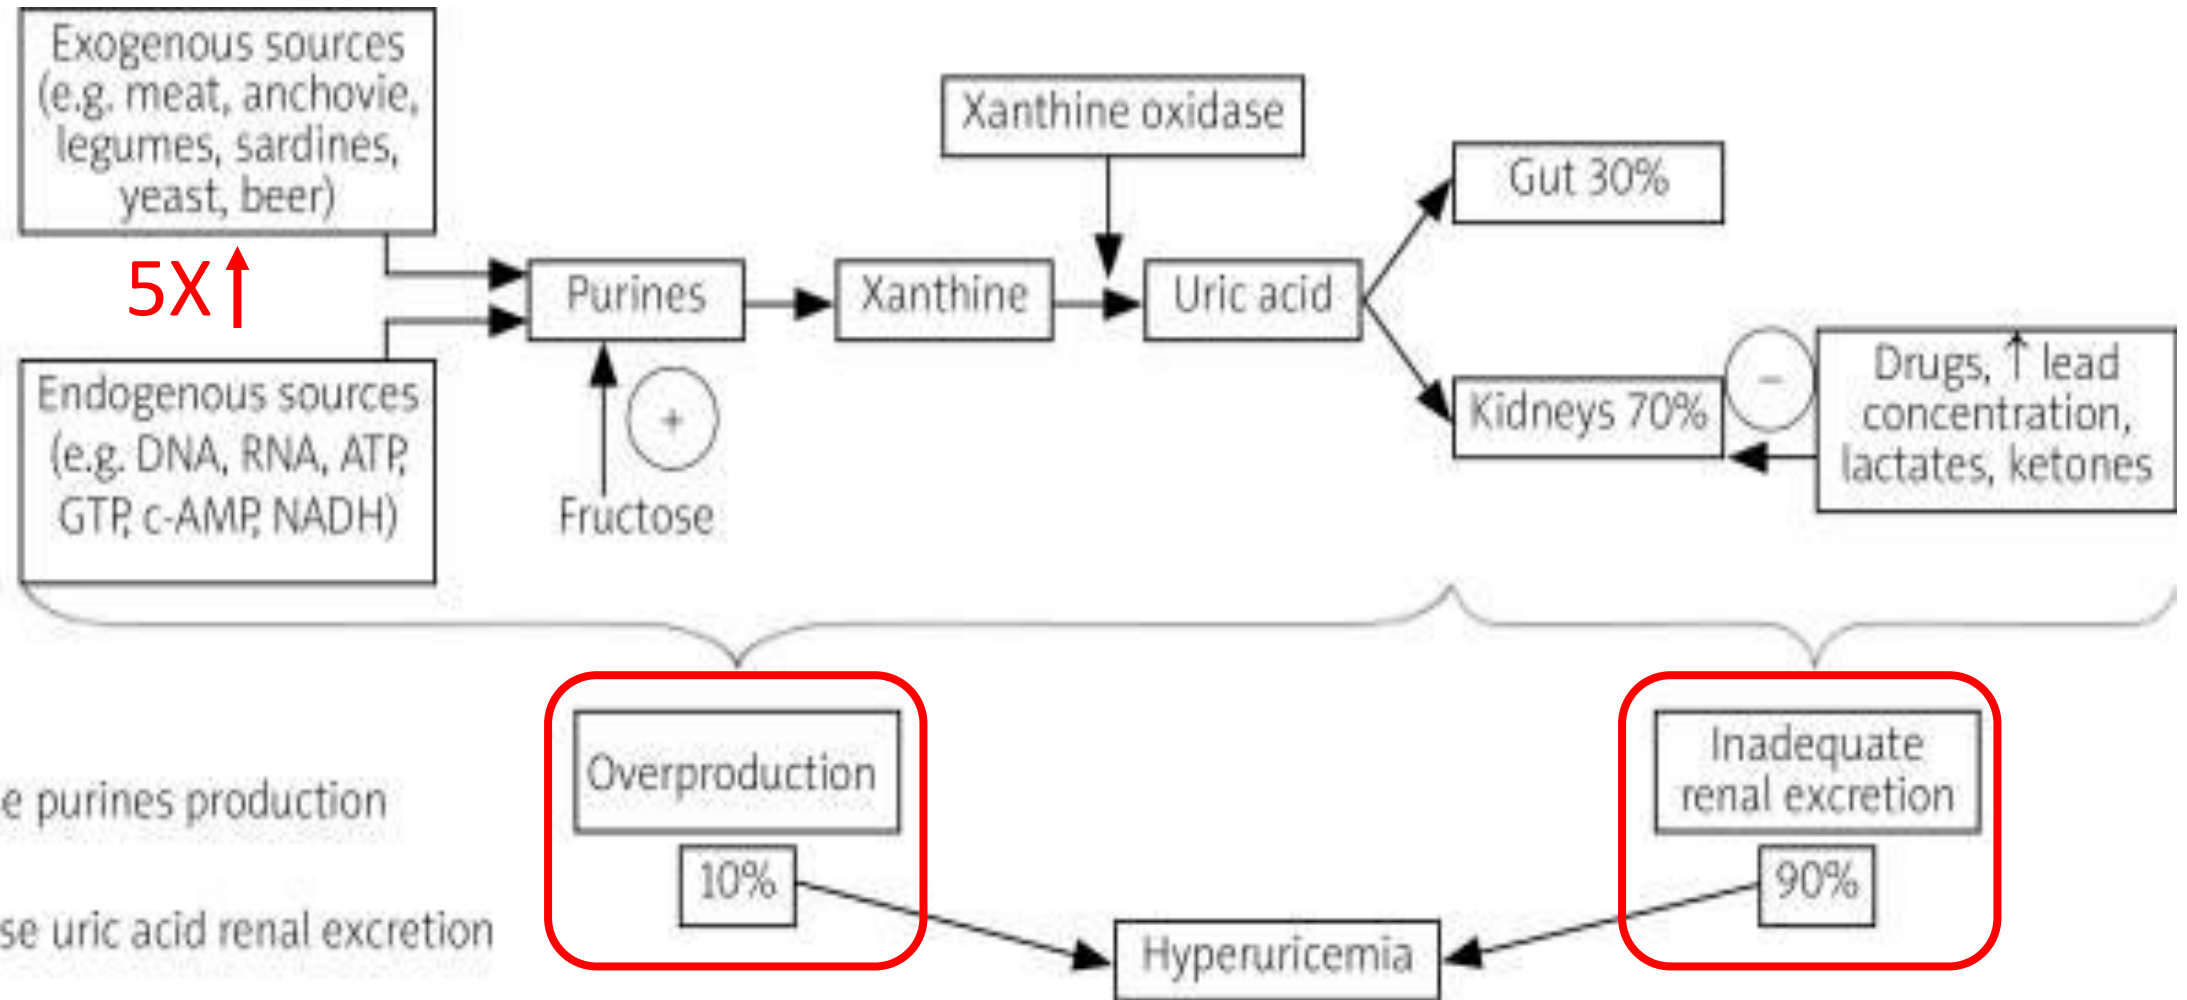 Exogenous sources
(e.g. meat, anchovie,
legumes, sardines,
yeast, beer)
5X↑
Endogenous sources
(e.g. DNA, RNA, ATP,
GTP, c-AMP, NADH)
Purines
+
Fructose
Xanthine
Xanthine oxidase
Uric acid
Gut 30%
Kidneys 70%
−
Drugs, ↑ lead
concentration,
lactates, ketones
Overproduction
10%
Inadequate
renal excretion
90%
Hyperuricemia
e purines production
se uric acid renal excretion